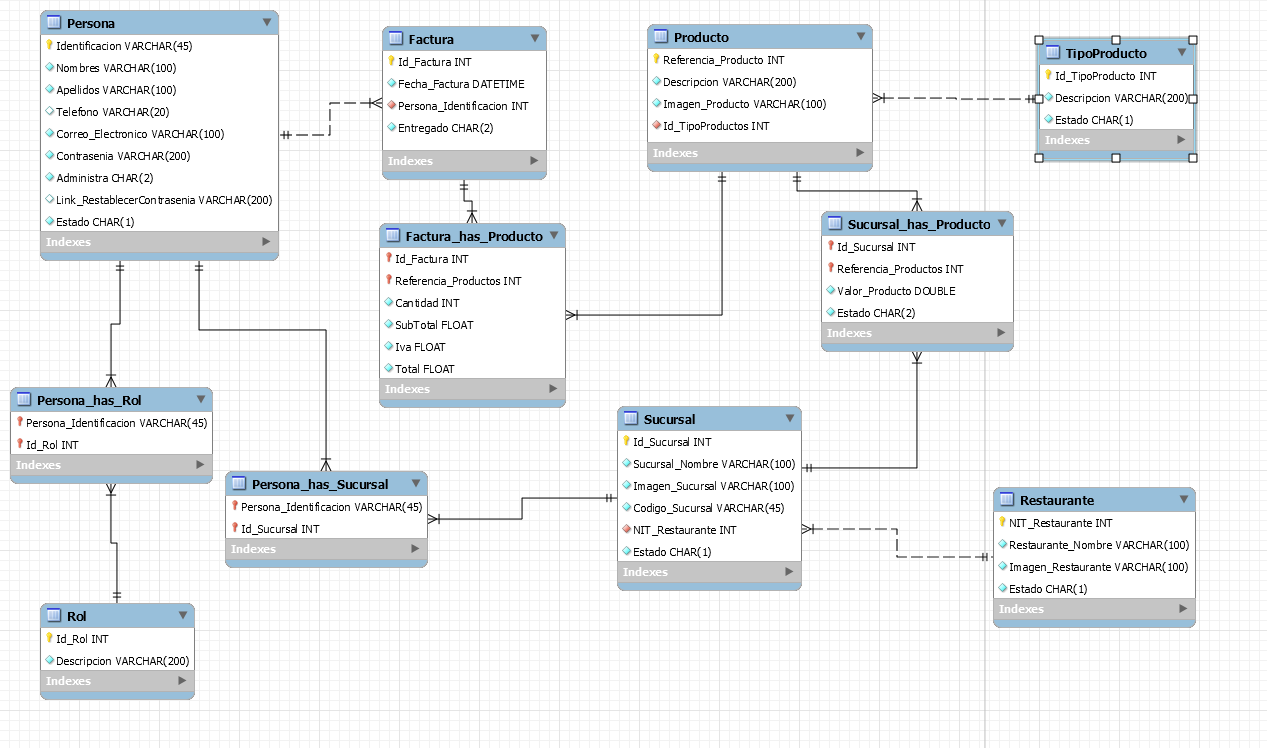 Persona
Identificacion VARCHAR(45)
Nombres VARCHAR(100)
Apellidos VARCHAR(100)
Telefono VARCHAR(20)
Correo_Electronico VARCHAR(100)
Contrasenia VARCHAR(200)
Administra CHAR(2)
Link_RestablecerContrasenia VARCHAR(200)
Estado CHAR(1)
Indexes
Factura
Id_Factura INT
Fecha_Factura DATETIME
Persona_Identificacion INT
Entregado CHAR(2)
Indexes
Producto
Referencia_Producto INT
Descripcion VARCHAR(200)
Imagen_Producto VARCHAR(100)
Id_TipoProductos INT
Indexes
TipoProducto
Id_TipoProducto INT
Descripcion VARCHAR(200)
Estado CHAR(1)
Indexes
Factura_has_Producto
Id_Factura INT
Referencia_Productos INT
Cantidad INT
SubTotal FLOAT
Iva FLOAT
Total FLOAT
Indexes
Sucursal_has_Producto
Id_Sucursal INT
Referencia_Productos INT
Valor_Producto DOUBLE
Estado CHAR(2)
Indexes
Persona_has_Rol
Persona_Identificacion VARCHAR(45)
Id_Rol INT
Indexes
Persona_has_Sucursal
Persona_Identificacion VARCHAR(45)
Id_Sucursal INT
Indexes
Sucursal
Id_Sucursal INT
Sucursal_Nombre VARCHAR(100)
Imagen_Sucursal VARCHAR(100)
Codigo_Sucursal VARCHAR(45)
NIT_Restaurante INT
Estado CHAR(1)
Indexes
Restaurante
NIT_Restaurante INT
Restaurante_Nombre VARCHAR(100)
Imagen_Restaurante VARCHAR(100)
Estado CHAR(1)
Indexes
Rol
Id_Rol INT
Descripcion VARCHAR(200)
Indexes